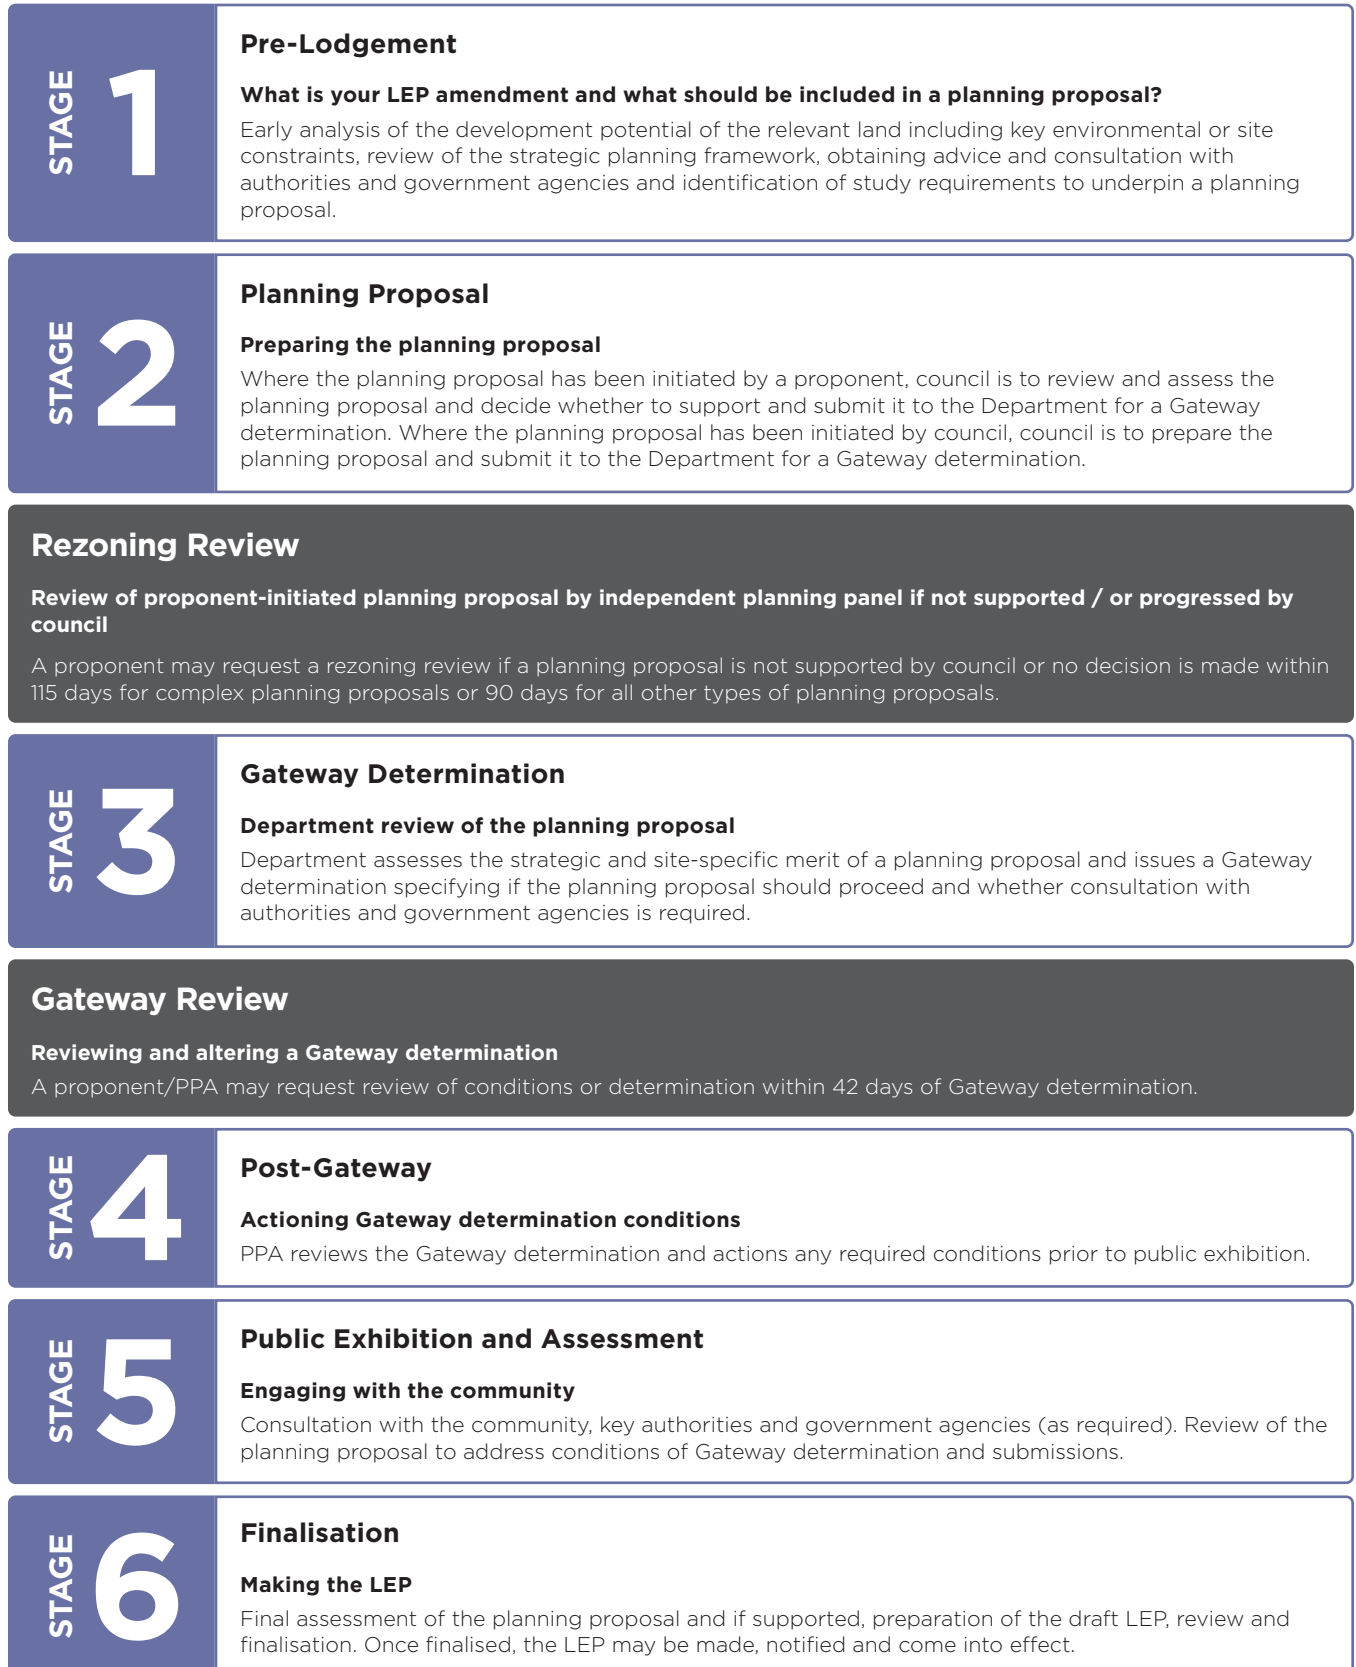 STAGE 1
Pre-Lodgement
What is your LEP amendment and what should be included in a planning proposal?
Early analysis of the development potential of the relevant land including key environmental or site
constraints, review of the strategic planning framework, obtaining advice and consultation with
authorities and government agencies and identification of study requirements to underpin a planning
proposal.
STAGE 2
Planning Proposal
Preparing the planning proposal
Where the planning proposal has been initiated by a proponent, council is to review and assess the
planning proposal and decide whether to support and submit it to the Department for a Gateway
determination. Where the planning proposal has been initiated by council, council is to prepare the
planning proposal and submit it to the Department for a Gateway determination.
Rezoning Review
Review of proponent-initiated planning proposal by independent planning panel if not supported / or progressed by
council
A proponent may request a rezoning review if a planning proposal is not supported by council or no decision is made within
115 days for complex planning proposals or 90 days for all other types of planning proposals.
STAGE 3
Gateway Determination
Department review of the planning proposal
Department assesses the strategic and site-specific merit of a planning proposal and issues a Gateway
determination specifying if the planning proposal should proceed and whether consultation with
authorities and government agencies is required.
Gateway Review
Reviewing and altering a Gateway determination
A proponent/PPA may request review of conditions or determination within 42 days of Gateway determination.
STAGE 4
Post-Gateway
Actioning Gateway determination conditions
PPA reviews the Gateway determination and actions any required conditions prior to public exhibition.
STAGE 5
Public Exhibition and Assessment
Engaging with the community
Consultation with the community, key authorities and government agencies (as required). Review of the
planning proposal to address conditions of Gateway determination and submissions.
STAGE 6
Finalisation
Making the LEP
Final assessment of the planning proposal and if supported, preparation of the draft LEP, review and
finalisation. Once finalised, the LEP may be made, notified and come into effect.